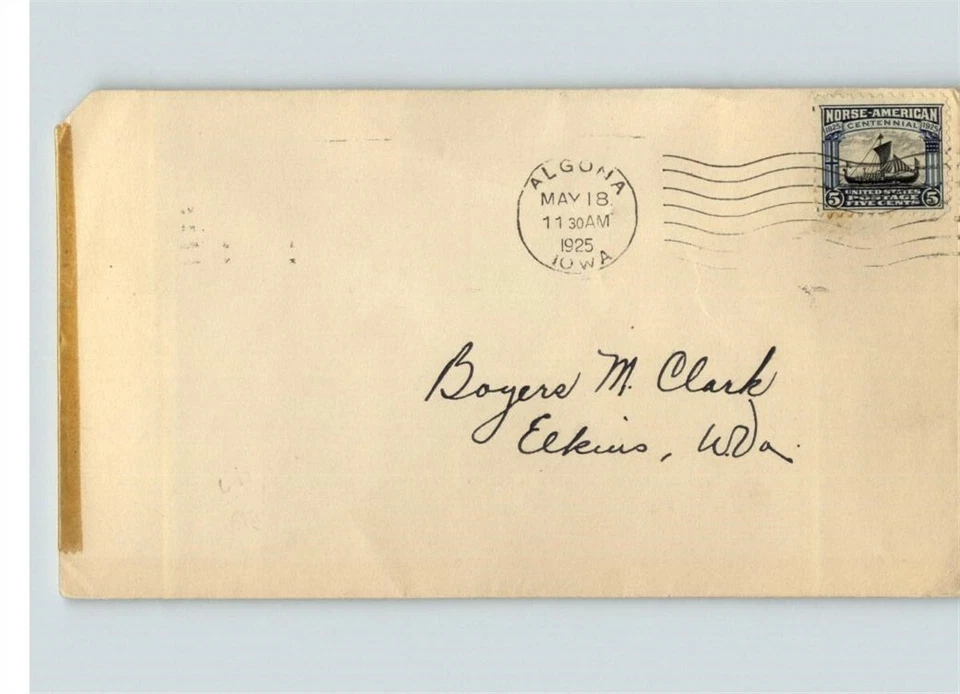 NORSE-AMERICAN
1825 CENTENNIAL 1925
5 UNITED STATES 5
POSTAGE
FIVE CENTS
ALGONA
MAY 18
11 30 AM
1925
IOWA
Boyers M. Clark
Elkins, W.Va.